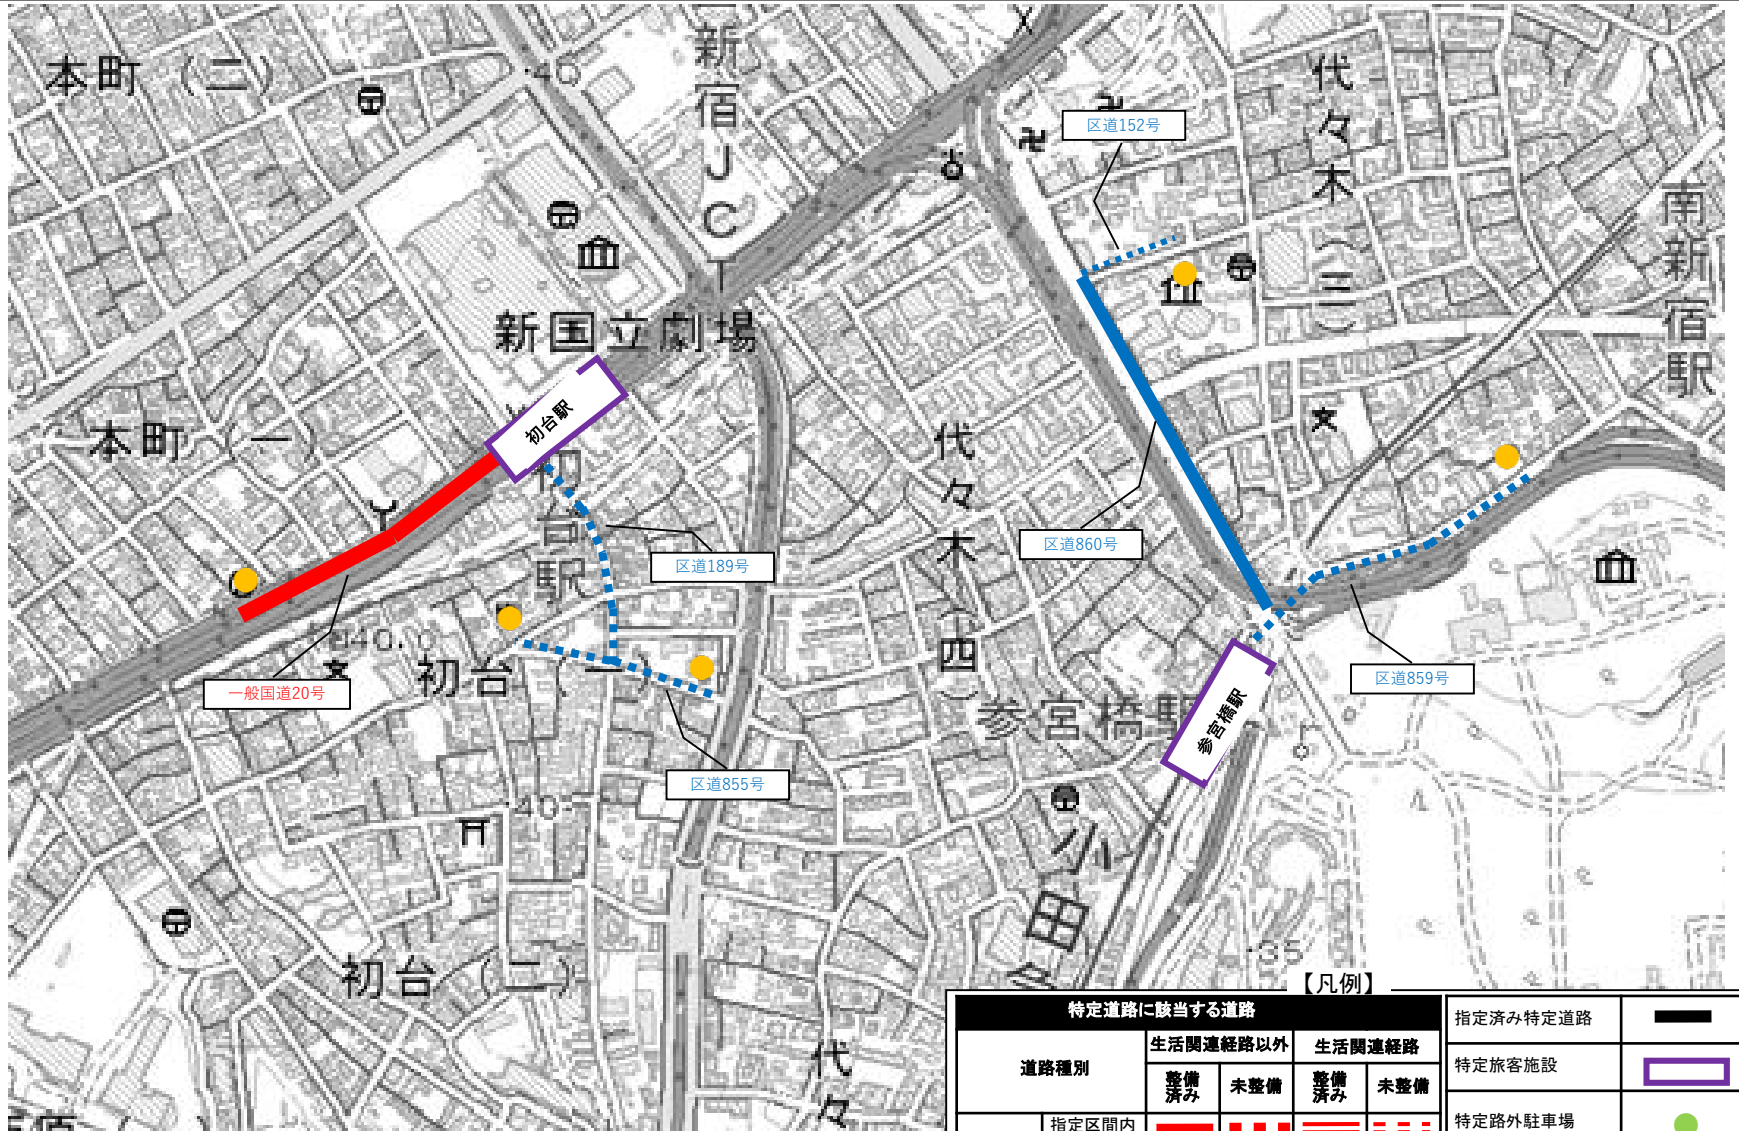 本町（二）
・40
新宿JCT
代々木（三）
南新宿駅
区道152号
新国立劇場
初台駅
本町（一
初台駅
代々木（四
区道860号
区道189号
・40.0
初台（一）
一般国道20号
区道859号
参宮橋駅
参宮橋駅
区道855号
・40
小田急
初台（二）
・35
代々
【凡例】
特定道路に該当する道路
道路種別
生活関連経路以外
生活関連経路
整備済み
未整備
整備済み
未整備
指定区間内
指定済み特定道路
特定旅客施設
特定路外駐車場